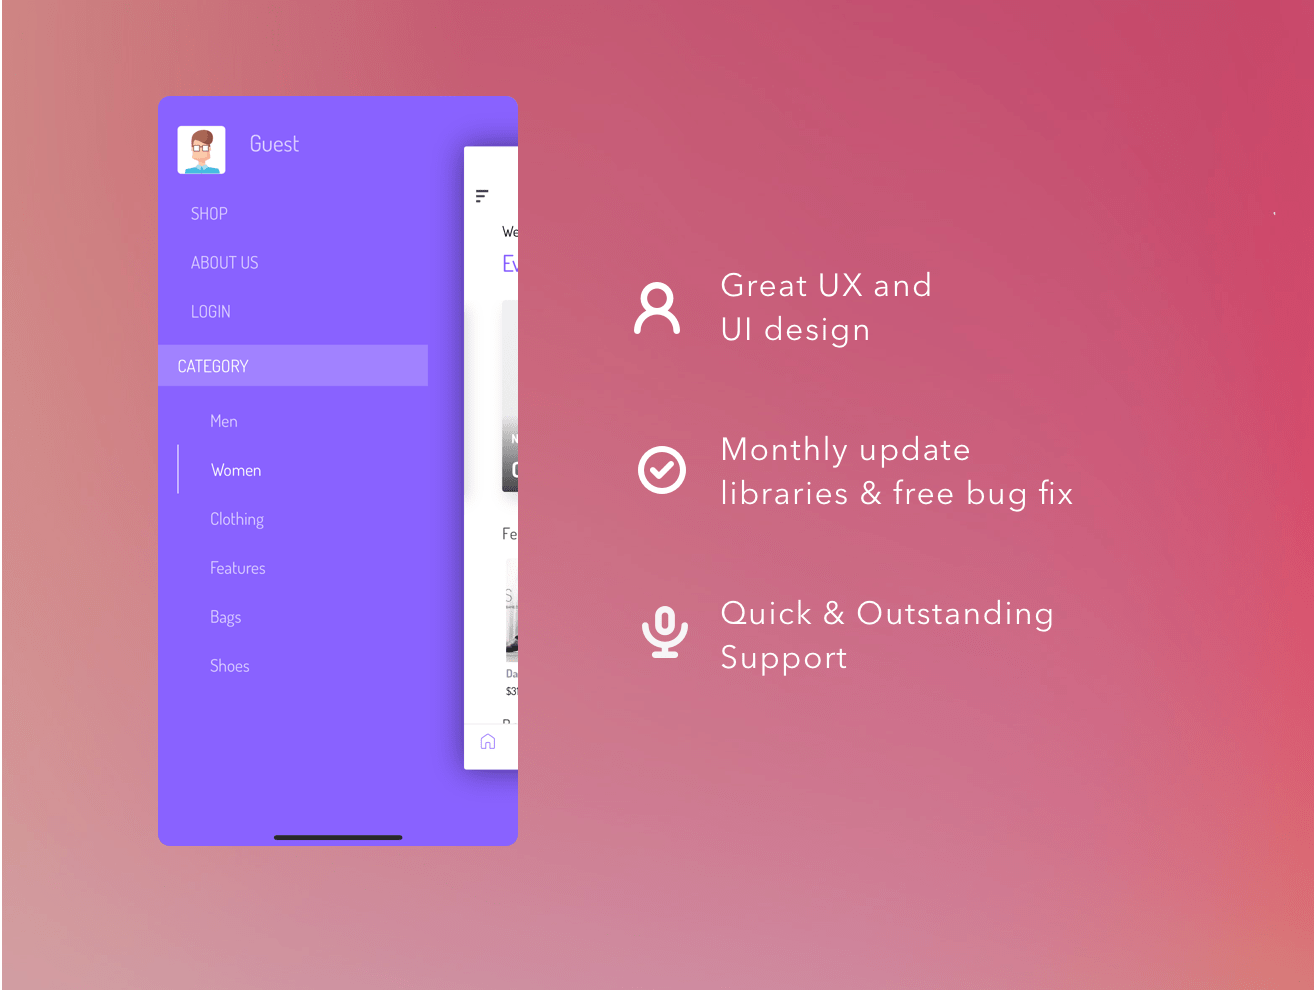 Guest
SHOP
ABOUT US
LOGIN
CATEGORY
Men
Women
Clothing
Features
Bags
Shoes
We
Ev
N
Fe
S
Da
$3
Great UX and
UI design
Monthly update
libraries & free bug fix
Quick & Outstanding
Support